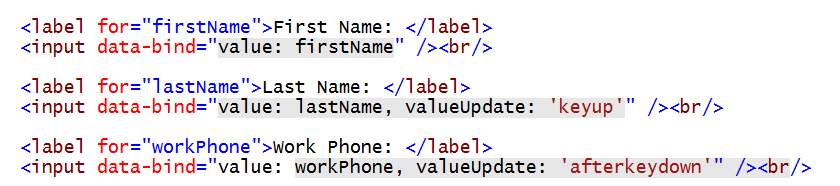 <label for="firstName">First Name: </label>
<input data-bind="value: firstName" /><br/>
<label for="lastName">Last Name: </label>
<input data-bind="value: lastName, valueUpdate: 'keyup'" /><br/>
<label for="workPhone">Work Phone: </label>
<input data-bind="value: workPhone, valueUpdate: 'afterkeydown'" /><br/>